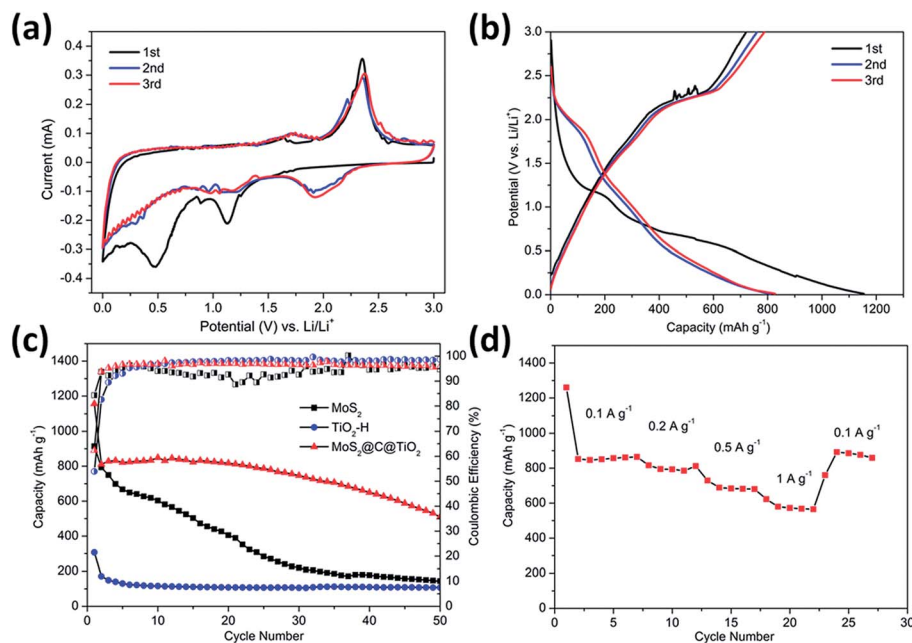 (a)
1st
2nd
3rd
0.4
0.3
0.2
0.1
0.0
-0.1
-0.2
-0.3
-0.4
Current (mA)
0.0 0.5 1.0 1.5 2.0 2.5 3.0
Potential (V) vs. Li/Li⁺
(b)
1st
2nd
3rd
3.0
2.5
2.0
1.5
1.0
0.5
0.0
Potential (V vs. Li/Li⁺)
0 200 400 600 800 1000 1200
Capacity (mAh g⁻¹)
(c)
1400
1200
1000
800
600
400
200
0
Capacity (mAh g⁻¹)
MoS₂
TiO₂-H
MoS₂@C@TiO₂
100
90
80
70
60
50
40
30
20
10
0
Coulombic Efficiency (%)
0 10 20 30 40 50
Cycle Number
(d)
1400
1200
1000
800
600
400
200
0
Capacity (mAh g⁻¹)
0.1 A g⁻¹
0.2 A g⁻¹
0.5 A g⁻¹
1 A g⁻¹
0.1 A g⁻¹
0 5 10 15 20 25 30
Cycle Number